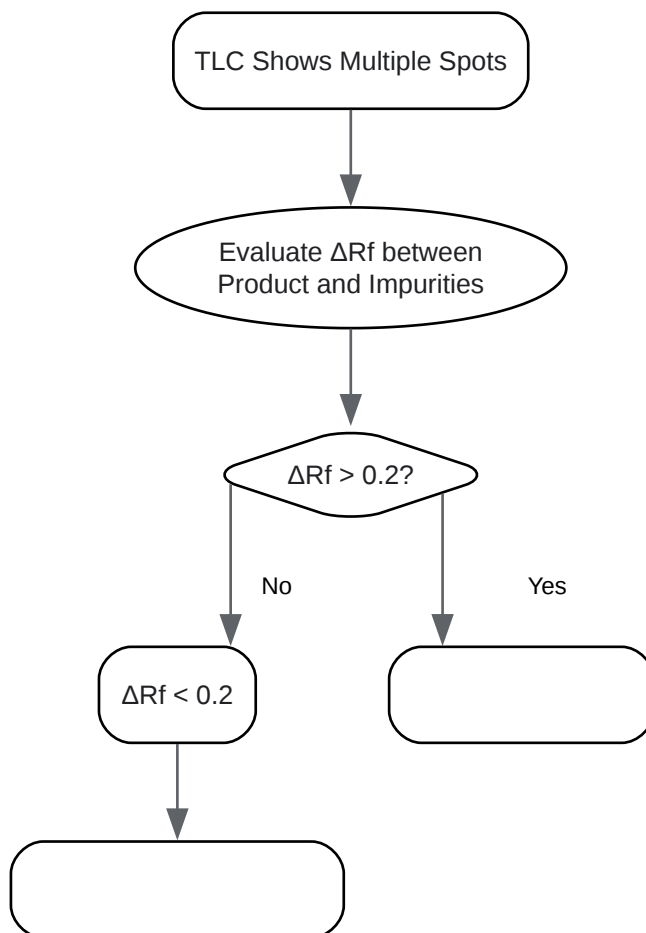 TLC Shows Multiple Spots
Evaluate ΔRf between
Product and Impurities
ΔRf > 0.2?
No
Yes
ΔRf < 0.2